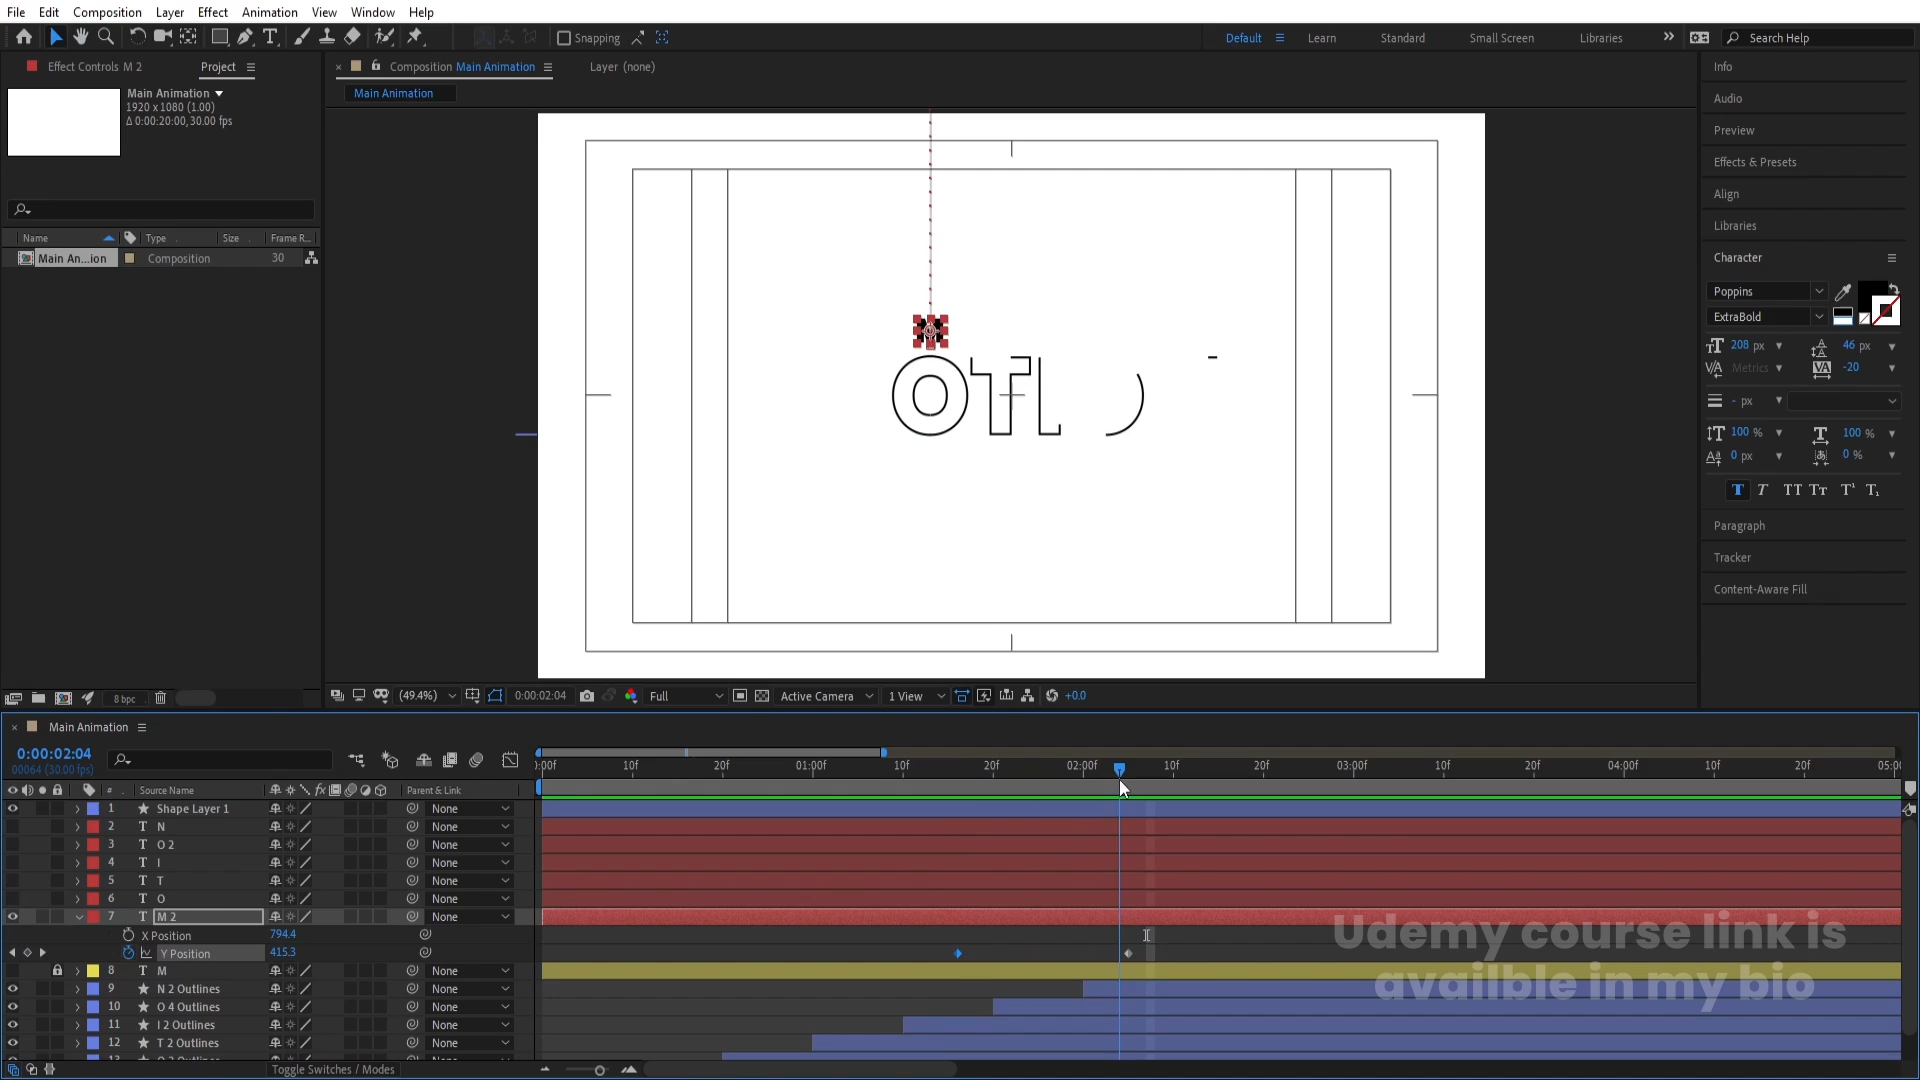 File Edit Composition Layer Effect Animation View Window Help
Snapping
Default Learn Standard Small Screen Libraries
Search Help
Effect Controls M 2
Project
Composition Main Animation
Layer (none)
Main Animation
Main Animation
1920 x 1080 (1.00)
Δ 0:00:20:00, 30.00 fps
Name Type Size Frame R...
Main An...ion Composition 30
Info
Audio
Preview
Effects & Presets
Align
Libraries
Character
Poppins
ExtraBold
208 px
46 px
Metrics
-20
- px
100 %
100 %
0 px
0 %
Paragraph
Tracker
Content-Aware Fill
8 bpc
(49.4%)
0:00:02:04
Full
Active Camera
1 View
+0.0
Main Animation
0:00:02:04
00064 (30.00 fps)
:00f 10f 20f 01:00f 10f 20f 02:00f 10f 20f 03:00f 10f 20f 04:00f 10f 20f 05:0
# Source Name Parent & Link
1 Shape Layer 1 None
2 T N None
3 T O 2 None
4 T I None
5 T T None
6 T O None
7 T M 2 None
X Position 794.4
Y Position 415.3
8 T M None
9 N 2 Outlines None
10 O 4 Outlines None
11 I 2 Outlines None
12 T 2 Outlines None
Toggle Switches / Modes
Udemy course link is
availble in my bio